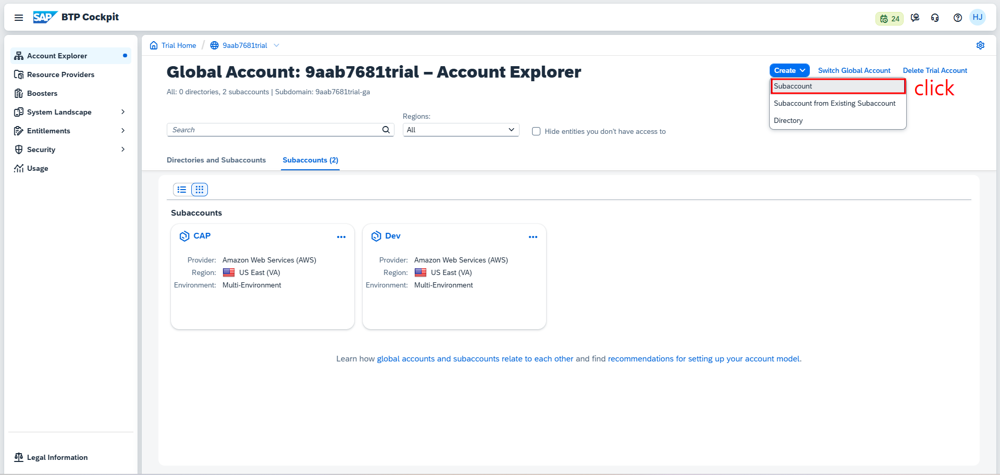 SAP BTP Cockpit
24
HJ
Account Explorer
Resource Providers
Boosters
System Landscape
Entitlements
Security
Usage
Legal Information
Trial Home / 9aab7681trial
Global Account: 9aab7681trial – Account Explorer
All: 0 directories, 2 subaccounts | Subdomain: 9aab7681trial-ga
Create
Switch Global Account
Delete Trial Account
Subaccount
click
Subaccount from Existing Subaccount
Directory
Regions:
Search
All
Hide entities you don't have access to
Directories and Subaccounts
Subaccounts (2)
Subaccounts
CAP
Provider: Amazon Web Services (AWS)
Region: US East (VA)
Environment: Multi-Environment
Dev
Provider: Amazon Web Services (AWS)
Region: US East (VA)
Environment: Multi-Environment
Learn how global accounts and subaccounts relate to each other and find recommendations for setting up your account model.